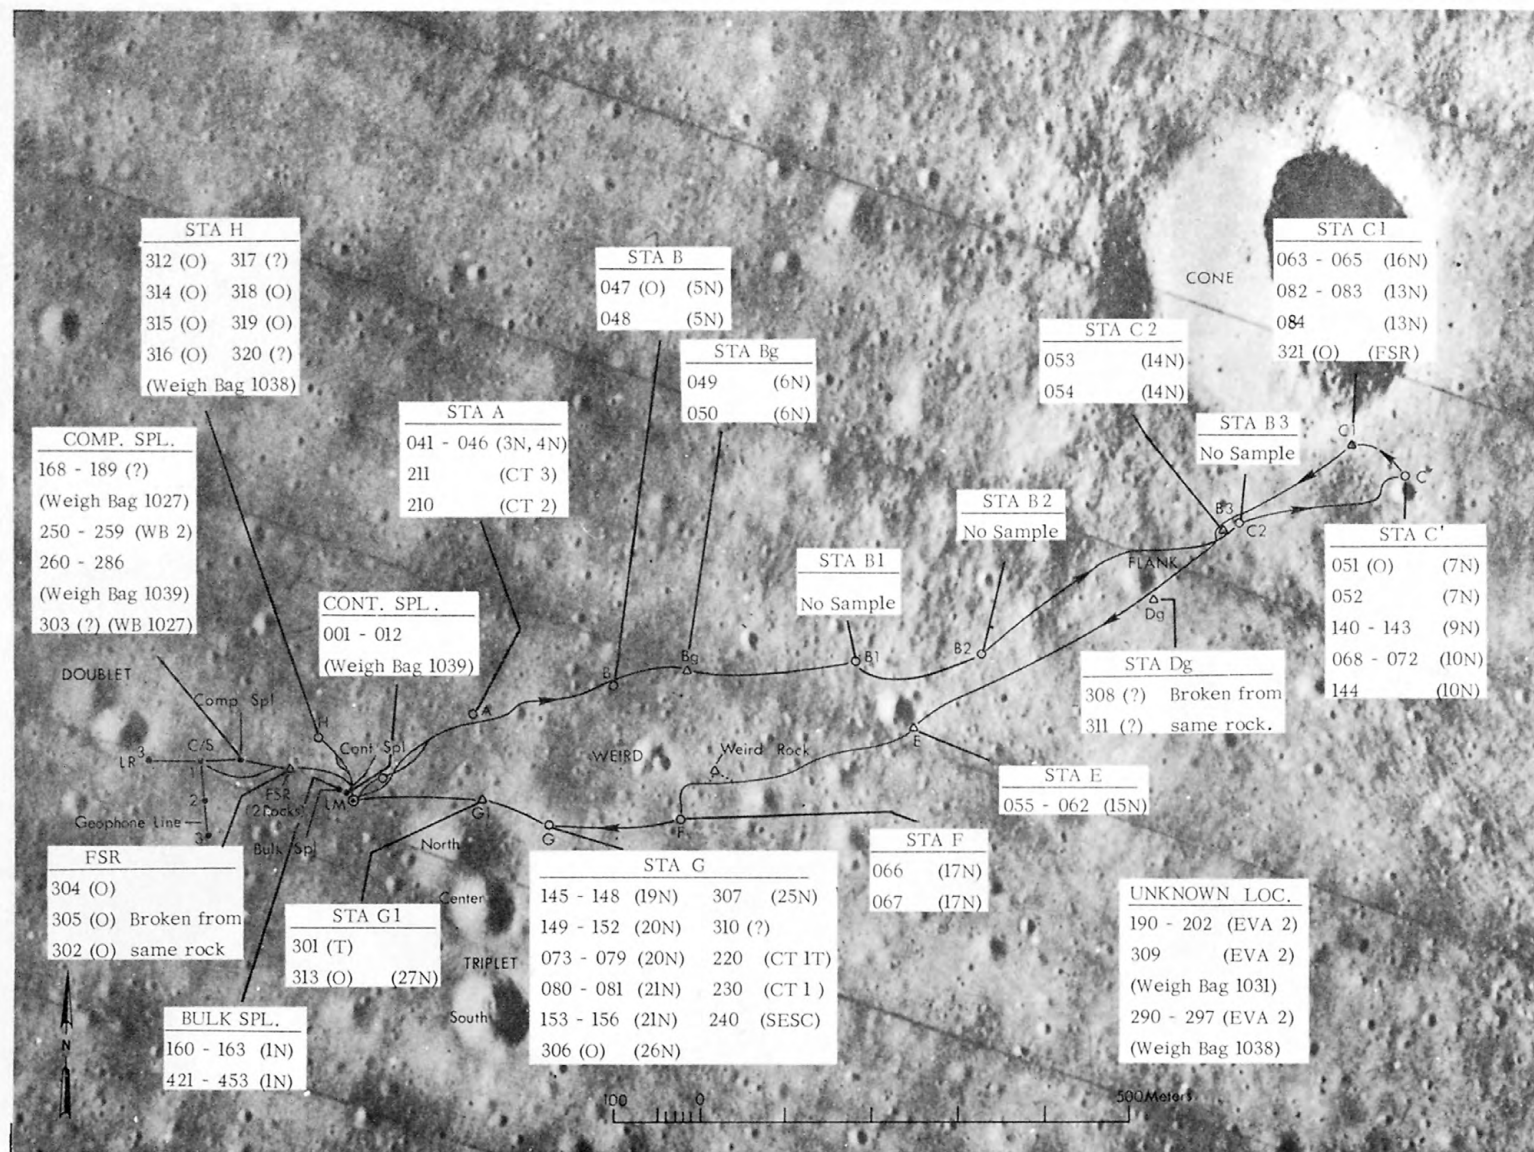 STA H
312 (O) 317 (?)
314 (O) 318 (O)
315 (O) 319 (O)
316 (O) 320 (?)
(Weigh Bag 1038)
STA B
047 (O) (5N)
048 (5N)
STA Bg
049 (6N)
050 (6N)
STA C1
063 - 065 (16N)
082 - 083 (13N)
084 (13N)
321 (O) (FSR)
CONE
STA C2
053 (14N)
054 (14N)
STA B3
No Sample
STA A
041 - 046 (3N, 4N)
211 (CT 3)
210 (CT 2)
COMP. SPL.
168 - 189 (?)
(Weigh Bag 1027)
250 - 259 (WB 2)
260 - 286
(Weigh Bag 1039)
303 (?) (WB 1027)
CONT. SPL.
001 - 012
(Weigh Bag 1039)
STA B1
No Sample
STA B2
No Sample
STA C'
051 (O) (7N)
052 (7N)
140 - 143 (9N)
068 - 072 (10N)
144 (10N)
C1
C'
B3
C2
FLANK
Dg
STA Dg
308 (?) Broken from
311 (?) same rock.
DOUBLET
Comp Spl
H
A
B
Bg
B1
B2
LR 3
C/S
1
2
Geophone Line
3
FSR
2 Rocks
Cont Spl
LM
Bulk Spl
WEIRD
Weird Rock
E
F
G
G1
STA E
055 - 062 (15N)
STA F
066 (17N)
067 (17N)
FSR
304 (O)
305 (O) Broken from
302 (O) same rock
STA G1
301 (T)
313 (O) (27N)
North
Center
TRIPLET
South
STA G
145 - 148 (19N) 307 (25N)
149 - 152 (20N) 310 (?)
073 - 079 (20N) 220 (CT 1T)
080 - 081 (21N) 230 (CT 1)
153 - 156 (21N) 240 (SESC)
306 (O) (26N)
UNKNOWN LOC.
190 - 202 (EVA 2)
309 (EVA 2)
(Weigh Bag 1031)
290 - 297 (EVA 2)
(Weigh Bag 1038)
BULK SPL.
160 - 163 (1N)
421 - 453 (1N)
N
100 0 500 Meters